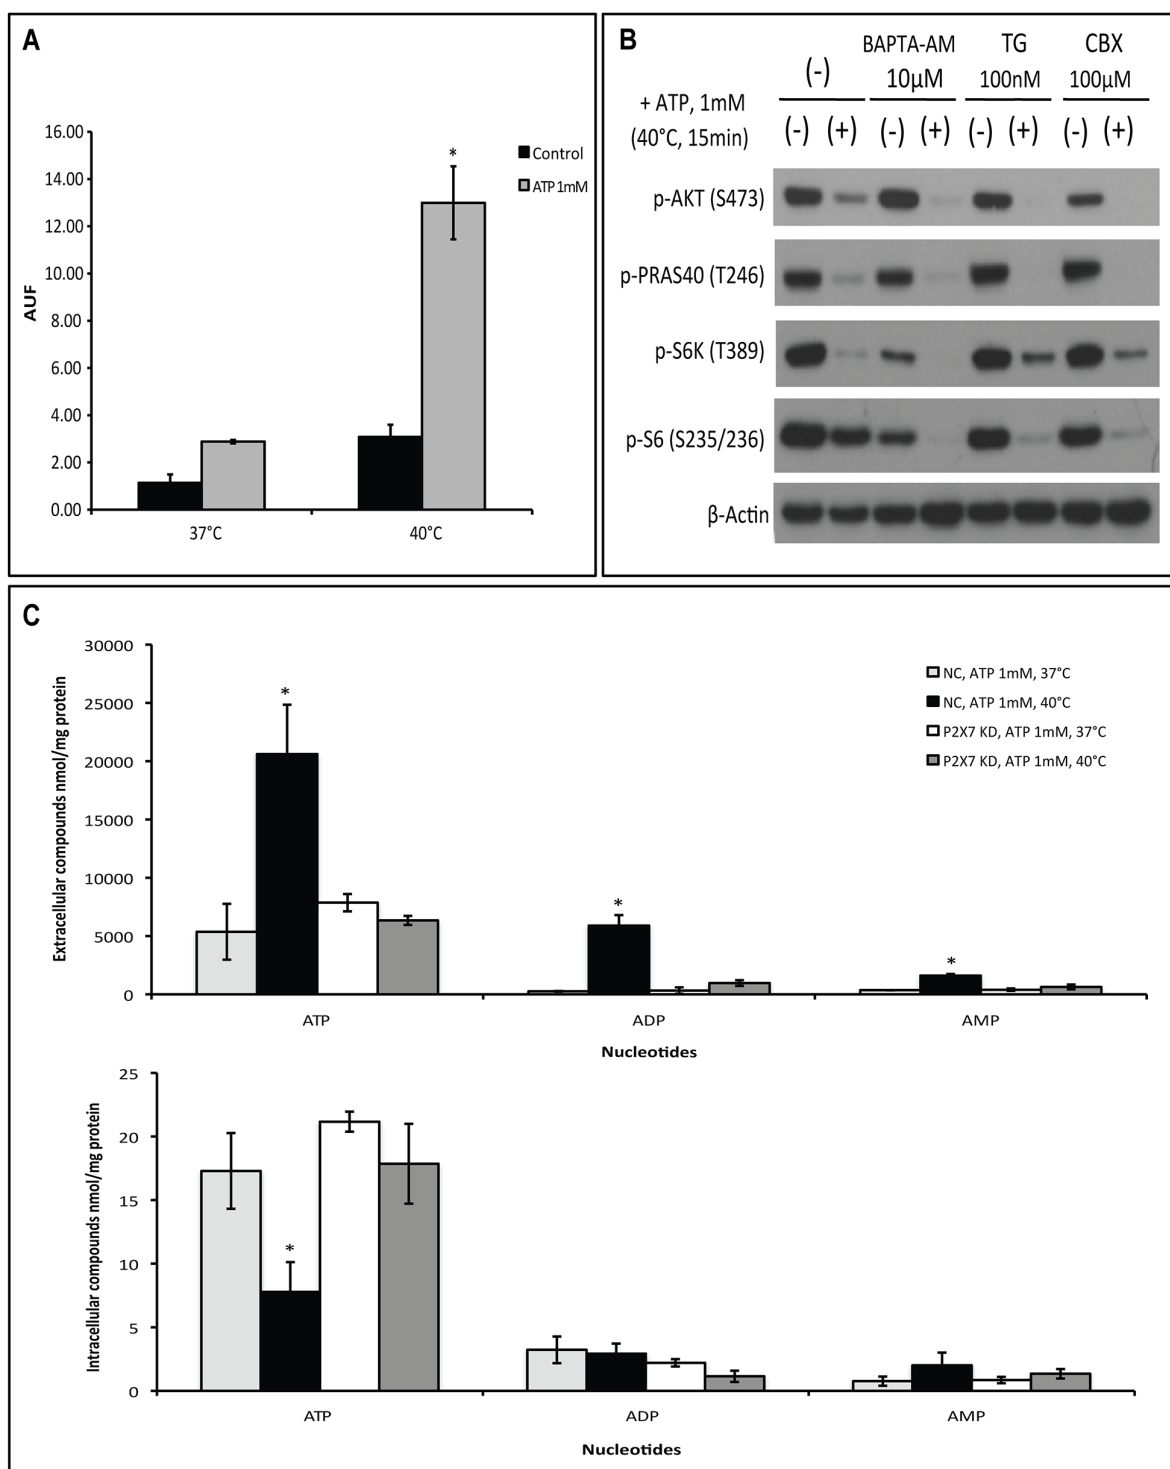 A
AUF
16.00
14.00
12.00
10.00
8.00
6.00
4.00
2.00
0.00
*
Control
ATP 1mM
37°C
40°C
B
BAPTA-AM
TG
CBX
(-)
10µM
100nM
100µM
+ ATP, 1mM
(40°C, 15min)
(-) (+) (-) (+) (-) (+) (-) (+)
p-AKT (S473)
p-PRAS40 (T246)
p-S6K (T389)
p-S6 (S235/236)
β-Actin
C
Extracellular compounds nmol/mg protein
30000
25000
20000
15000
10000
5000
0
*
*
*
NC, ATP 1mM, 37°C
NC, ATP 1mM, 40°C
P2X7 KD, ATP 1mM, 37°C
P2X7 KD, ATP 1mM, 40°C
ATP
ADP
AMP
Nucleotides
Intracellular compounds nmol/mg protein
25
20
15
10
5
0
*
ATP
ADP
AMP
Nucleotides